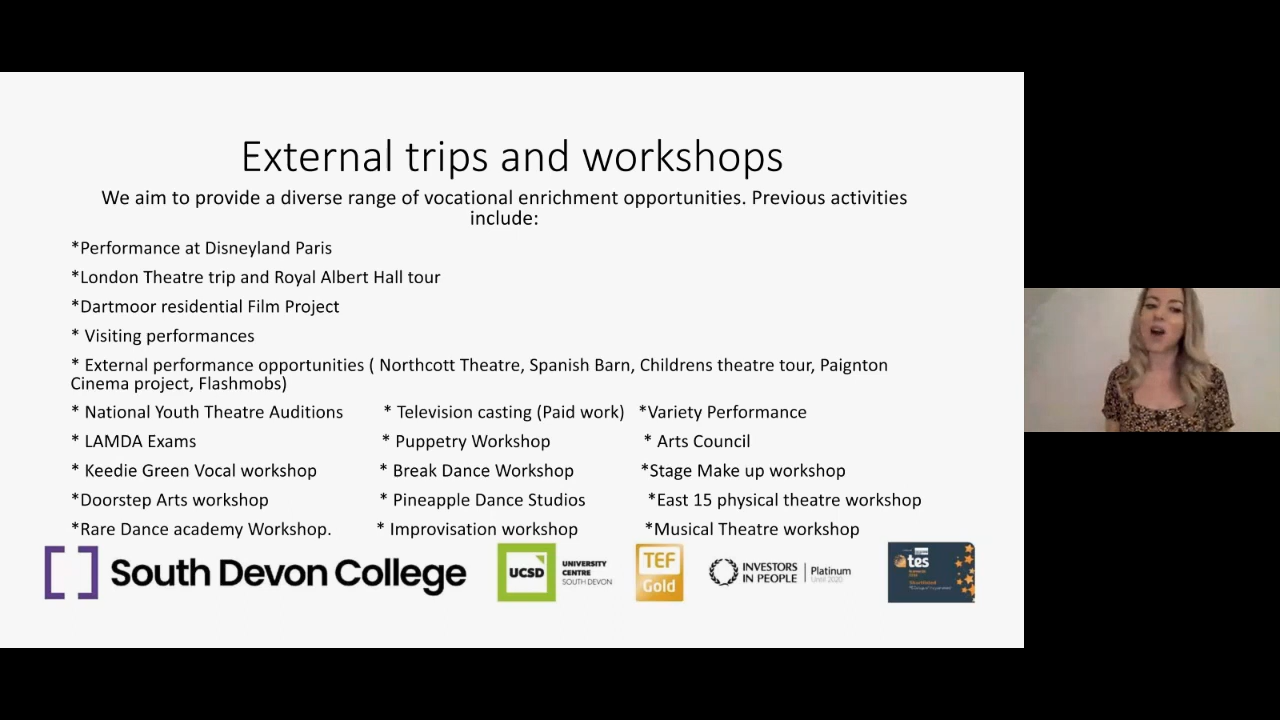 External trips and workshops
We aim to provide a diverse range of vocational enrichment opportunities. Previous activities
include:
*Performance at Disneyland Paris
*London Theatre trip and Royal Albert Hall tour
*Dartmoor residential Film Project
* Visiting performances
* External performance opportunities ( Northcott Theatre, Spanish Barn, Childrens theatre tour, Paignton
Cinema project, Flashmobs)
* National Youth Theatre Auditions * Television casting (Paid work) *Variety Performance
* LAMDA Exams * Puppetry Workshop * Arts Council
* Keedie Green Vocal workshop * Break Dance Workshop *Stage Make up workshop
*Doorstep Arts workshop * Pineapple Dance Studios *East 15 physical theatre workshop
*Rare Dance academy Workshop. * Improvisation workshop *Musical Theatre workshop
South Devon College
UCSD
UNIVERSITY
CENTRE
SOUTH DEVON
TEF
Gold
INVESTORS
IN PEOPLE
Platinum
Until 2020
tes